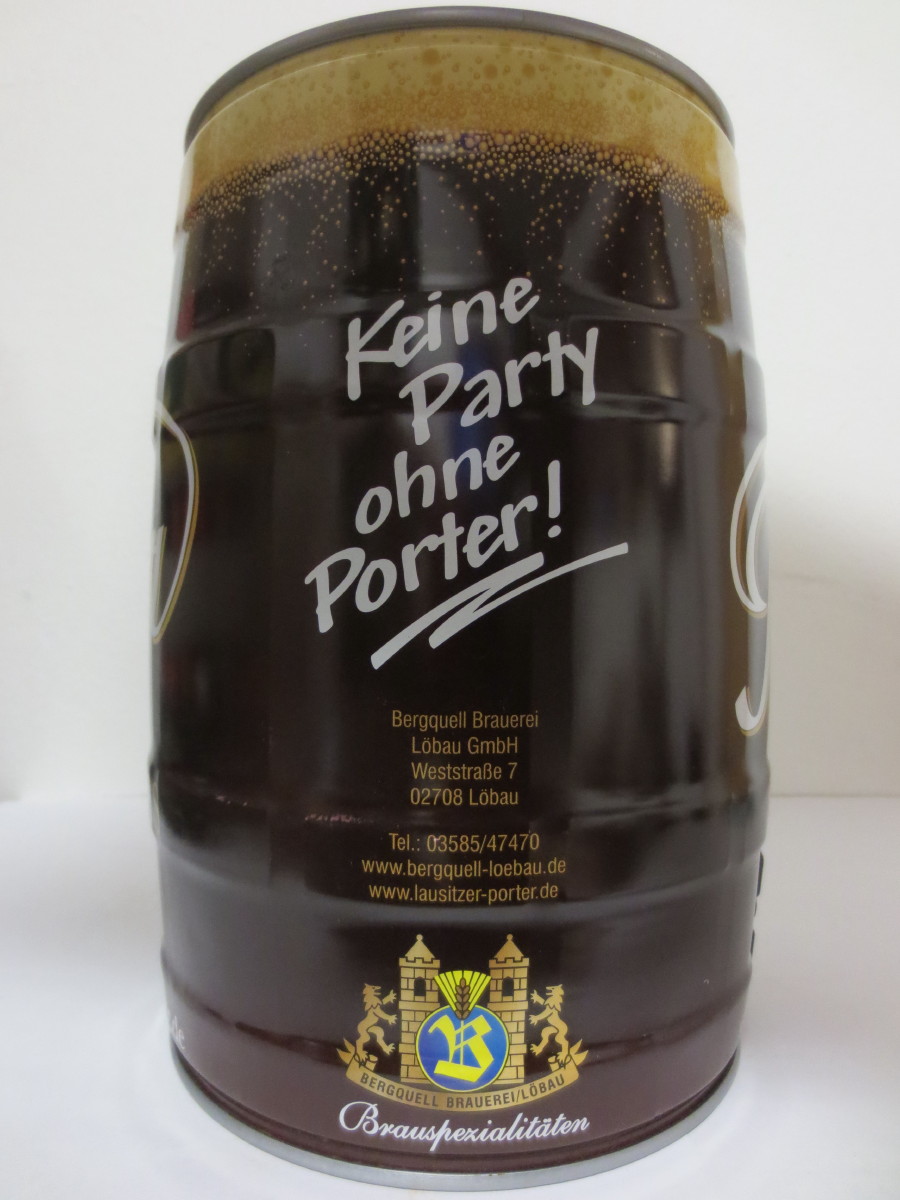 Keine
Party
ohne
Porter!
Bergquell Brauerei
Löbau GmbH
Weststraße 7
02708 Löbau
Tel.: 03585/47470
www.bergquell-loebau.de
www.lausitzer-porter.de
B
BERGQUELL BRAUEREI/LÖBAU
Brauspezialitäten